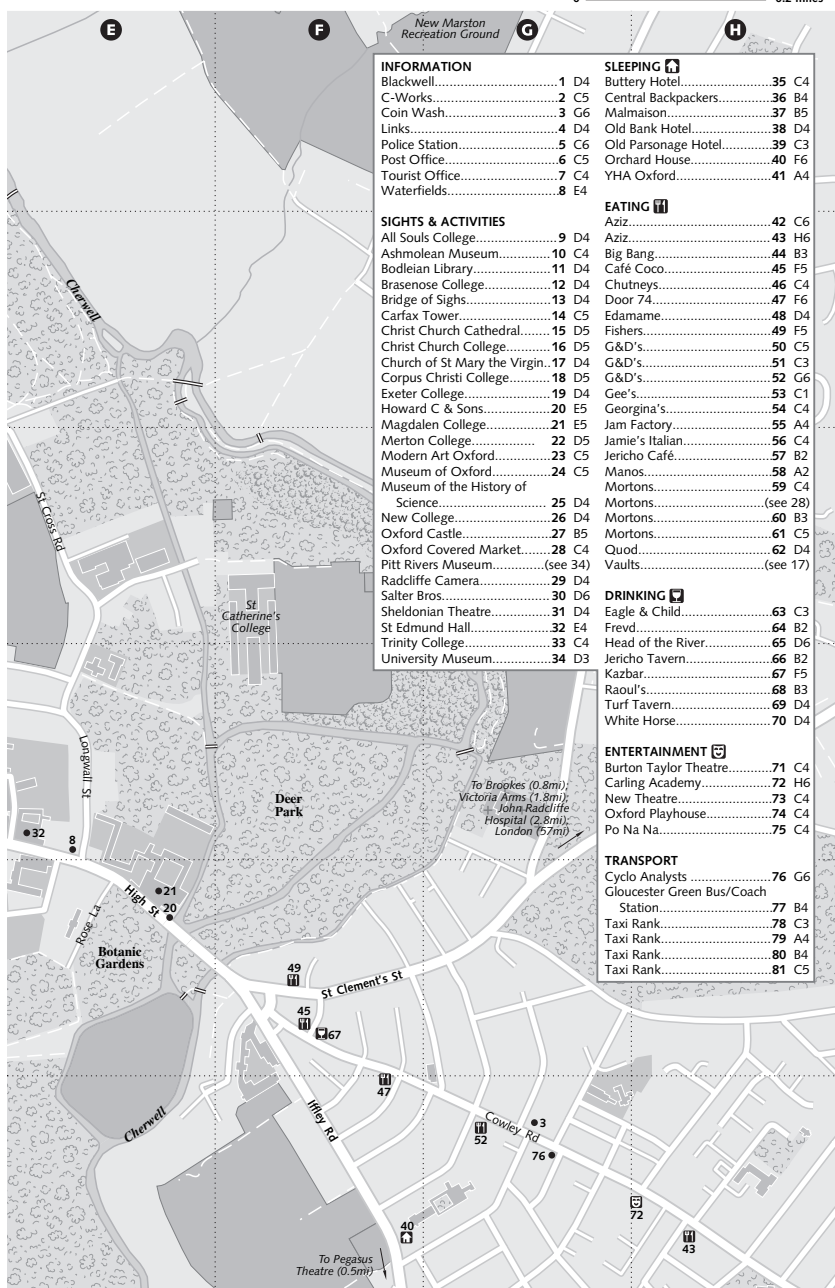 0 0.2 miles
E F G H
New Marston
Recreation Ground
INFORMATION
Blackwell...1 D4
C-Works...2 C5
Coin Wash...3 G6
Links...4 D4
Police Station...5 C6
Post Office...6 C5
Tourist Office...7 C4
Waterfields...8 E4
SIGHTS & ACTIVITIES
All Souls College...9 D4
Ashmolean Museum...10 C4
Bodleian Library...11 D4
Brasenose College...12 D4
Bridge of Sighs...13 D4
Carfax Tower...14 C5
Christ Church Cathedral...15 D5
Christ Church College...16 D5
Church of St Mary the Virgin..17 D4
Corpus Christi College...18 D5
Exeter College...19 D4
Howard C & Sons...20 E5
Magdalen College...21 E5
Merton College... 22 D5
Modern Art Oxford...23 C5
Museum of Oxford...24 C5
Museum of the History of
Science...25 D4
New College...26 D4
Oxford Castle...27 B5
Oxford Covered Market...28 C4
Pitt Rivers Museum...(see 34)
Radcliffe Camera...29 D4
Salter Bros...30 D6
Sheldonian Theatre...31 D4
St Edmund Hall...32 E4
Trinity College...33 C4
University Museum...34 D3
SLEEPING
Buttery Hotel...35 C4
Central Backpackers...36 B4
Malmaison...37 B5
Old Bank Hotel...38 D4
Old Parsonage Hotel...39 C3
Orchard House...40 F6
YHA Oxford...41 A4
EATING
Aziz...42 C6
Aziz...43 H6
Big Bang...44 B3
Café Coco...45 F5
Chutneys...46 C4
Door 74...47 F6
Edamame...48 D4
Fishers...49 F5
G&D's...50 C5
G&D's...51 C3
G&D's...52 G6
Gee's...53 C1
Georgina's...54 C4
Jam Factory...55 A4
Jamie's Italian...56 C4
Jericho Café...57 B2
Manos...58 A2
Mortons...59 C4
Mortons...(see 28)
Mortons...60 B3
Mortons...61 C5
Quod...62 D4
Vaults...(see 17)
DRINKING
Eagle & Child...63 C3
Frevd...64 B2
Head of the River...65 D6
Jericho Tavern...66 B2
Kazbar...67 F5
Raoul's...68 B3
Turf Tavern...69 D4
White Horse...70 D4
ENTERTAINMENT
Burton Taylor Theatre...71 C4
Carling Academy...72 H6
New Theatre...73 C4
Oxford Playhouse...74 C4
Po Na Na...75 C4
TRANSPORT
Cyclo Analysts ...76 G6
Gloucester Green Bus/Coach
Station...77 B4
Taxi Rank...78 C3
Taxi Rank...79 A4
Taxi Rank...80 B4
Taxi Rank...81 C5
Cherwell
St Cross Rd
St
Catherine's
College
Longwall St
Deer
Park
To Brookes (0.8mi);
Victoria Arms (1.8mi);
John Radcliffe
Hospital (2.8mi);
London (57mi)
32
8
21
20
High St
Rose La
Botanic
Gardens
49
St Clement's St
45
67
47
Iffley Rd
Cherwell
Cowley Rd
3
52
76
72
43
40
To Pegasus
Theatre (0.5mi)